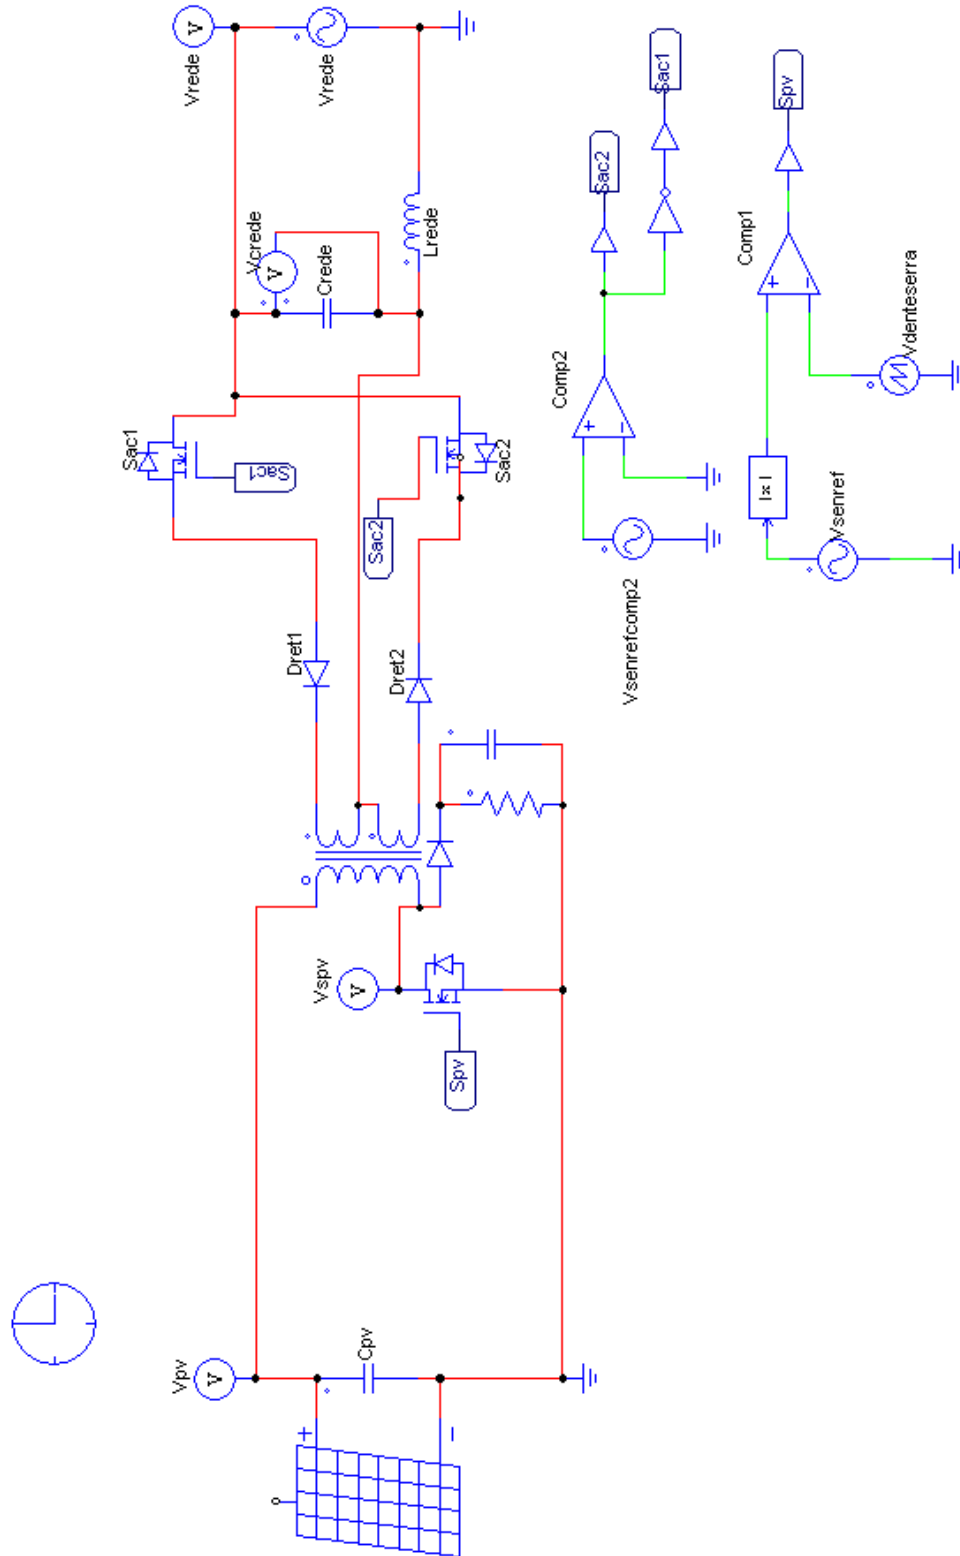 Vrede
Vrede
Vcrede
V
V
Crede
Lrede
Sac1
Sac1
Sac2
Sac2
Dret1
Dret2
Vspv
V
Spv
Vpv
V
Cpv
+
−
Sac2
Sac1
Comp2
+
−
Vsenrefcomp2
Spv
Comp1
+
−
Vdenteserra
|x|
Vsenref